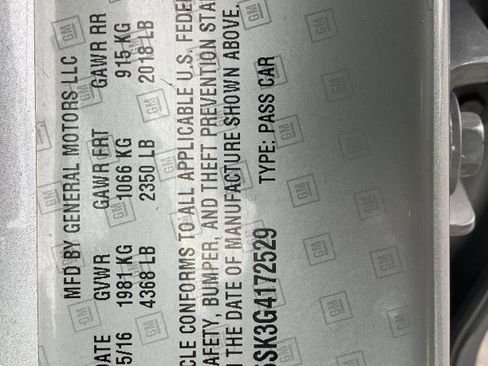 MFD BY GENERAL MOTORS LLC
DATE GVWR GAWR FRT GAWR RR
5/16 1981 KG 1066 KG 915 KG
4368 LB 2350 LB 2018 LB
CLE CONFORMS TO ALL APPLICABLE U.S. FEDER
AFETY, BUMPER, AND THEFT PREVENTION STA
THE DATE OF MANUFACTURE SHOWN ABOVE.
SK3G4172529 TYPE: PASS CAR